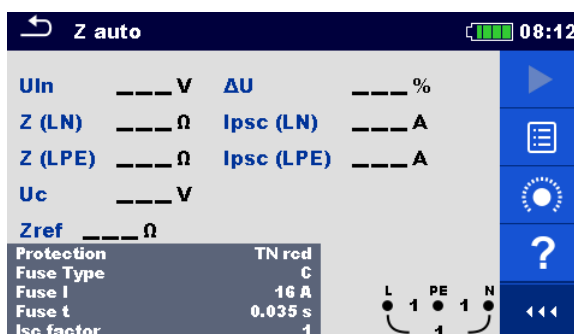 Z auto 08:12
Uln ___V ΔU ___%
Z (LN) ___Ω Ipsc (LN) ___A
Z (LPE) ___Ω Ipsc (LPE) ___A
Uc ___V
Zref ___Ω
Protection TN rcd
Fuse Type C
Fuse I 16 A
Fuse t 0.035 s
Isc factor 1
L PE N
1 1
1
?